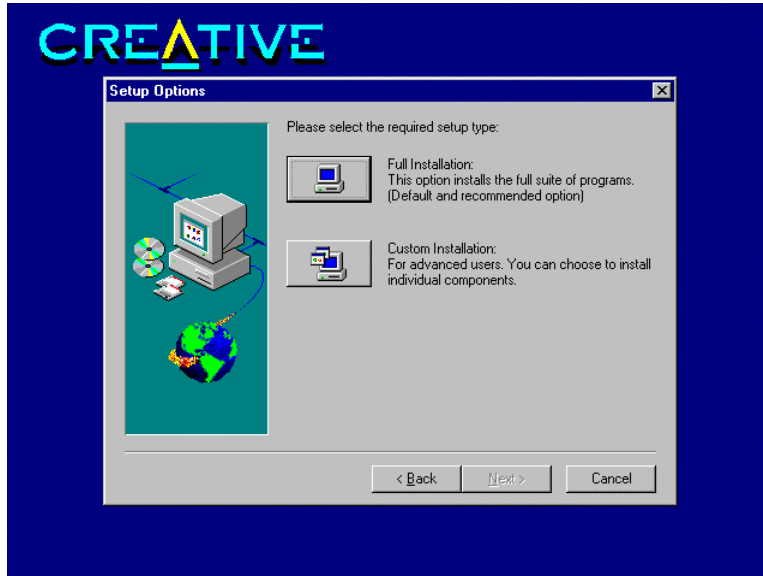 CREATIVE
Setup Options
Please select the required setup type:
Full Installation:
This option installs the full suite of programs.
(Default and recommended option)
Custom Installation:
For advanced users. You can choose to install
individual components.
< Back
Next >
Cancel